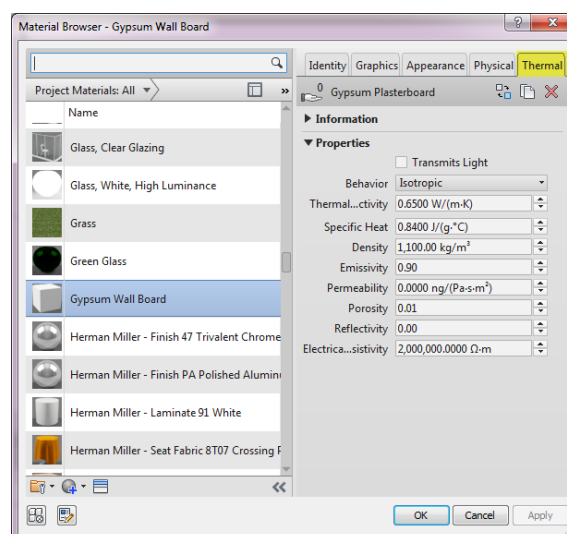 Material Browser - Gypsum Wall Board
Project Materials: All
Name
Glass, Clear Glazing
Glass, White, High Luminance
Grass
Green Glass
Gypsum Wall Board
Herman Miller - Finish 47 Trivalent Chrome
Herman Miller - Finish PA Polished Alumin
Herman Miller - Laminate 91 White
Herman Miller - Seat Fabric 8T07 Crossing
Identity Graphics Appearance Physical Thermal
0 Gypsum Plasterboard
Information
Properties
Transmits Light
Behavior Isotropic
Thermal...ctivity 0.6500 W/(m·K)
Specific Heat 0.8400 J/(g·°C)
Density 1,100.00 kg/m³
Emissivity 0.90
Permeability 0.0000 ng/(Pa·s·m²)
Porosity 0.01
Reflectivity 0.00
Electrica...sistivity 2,000,000.0000 Ω·m
OK Cancel Apply